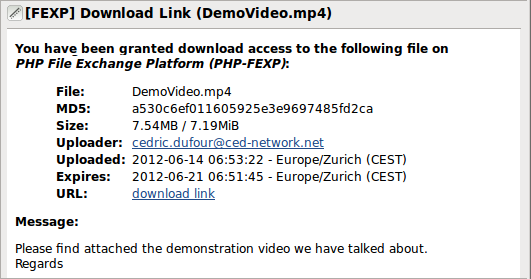 [FEXP] Download Link (DemoVideo.mp4)
You have been granted download access to the following file on
PHP File Exchange Platform (PHP-FEXP):
File: DemoVideo.mp4
MD5: a530c6ef011605925e3e9697485fd2ca
Size: 7.54MB / 7.19MiB
Uploader: cedric.dufour@ced-network.net
Uploaded: 2012-06-14 06:53:22 - Europe/Zurich (CEST)
Expires: 2012-06-21 06:51:45 - Europe/Zurich (CEST)
URL: download link
Message:
Please find attached the demonstration video we have talked about.
Regards